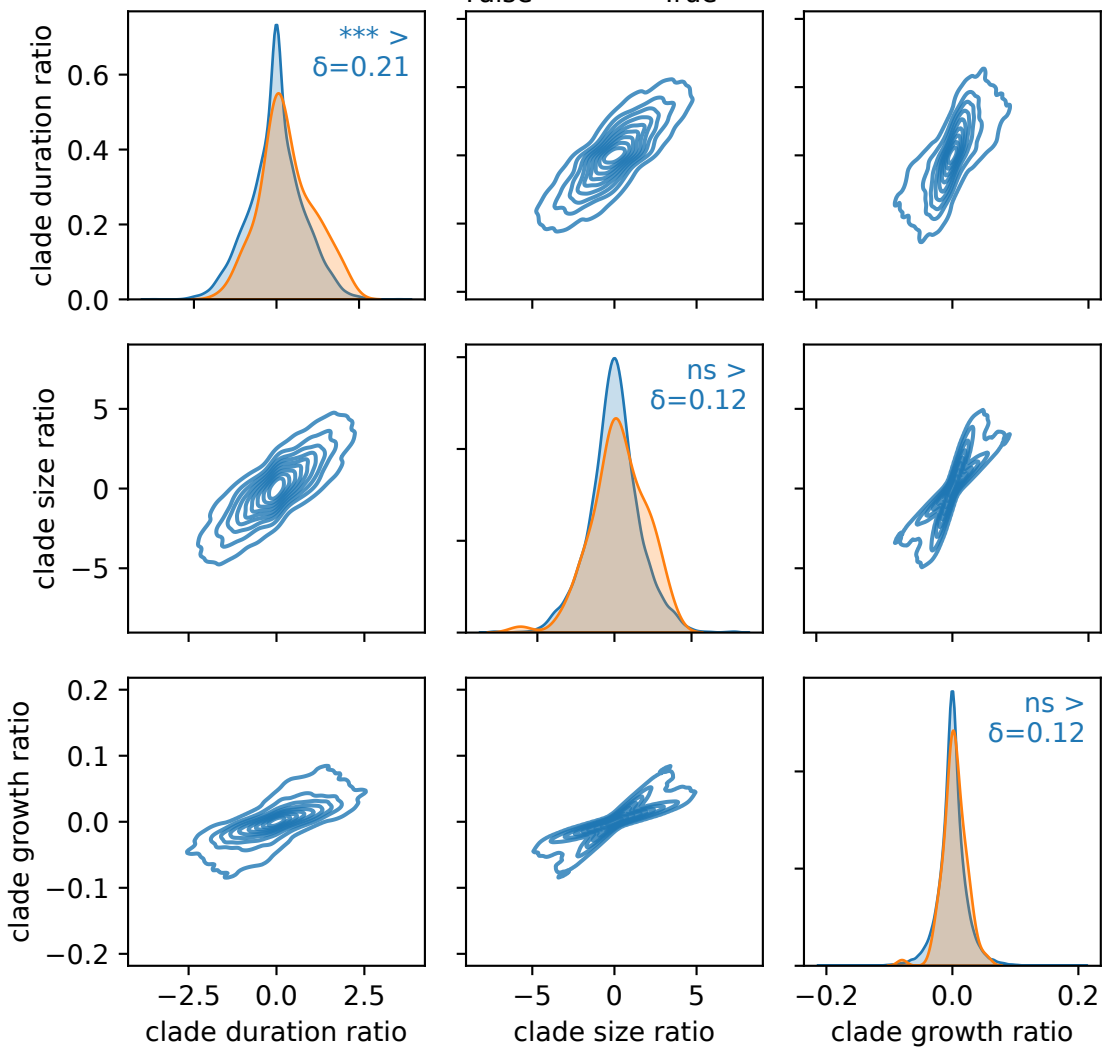 *** >
δ=0.21
clade duration ratio
0.6
0.4
0.2
0.0
ns >
δ=0.12
clade size ratio
5
0
−5
ns >
δ=0.12
clade growth ratio
0.2
0.1
0.0
−0.1
−0.2
−2.5 0.0 2.5
−5 0 5
−0.2 0.0 0.2
clade duration ratio
clade size ratio
clade growth ratio